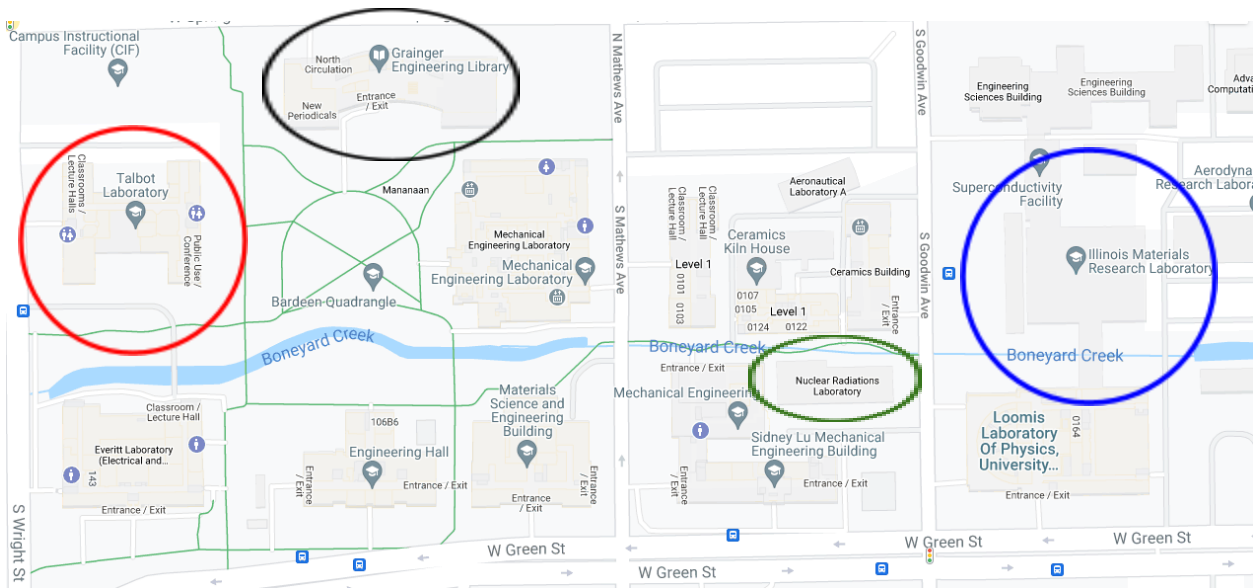 Campus Instructional
Facility (CIF)
North
Circulation
Grainger
Engineering Library
New
Periodicals
Entrance
/ Exit
N Mathews Ave
S Goodwin Ave
Engineering
Sciences Building
Engineering
Sciences Building
Classrooms /
Lecture Halls
Talbot
Laboratory
Public Use /
Conference
Mananaan
Mechanical
Engineering Laboratory
Mechanical
Engineering Laboratory
Bardeen Quadrangle
S Mathews Ave
Classroom /
Lecture Hall
Classroom /
Lecture Hall
Level 1
0101
0103
Aeronautical
Laboratory A
Ceramics
Kiln House
0107
0105
Level 1
0124
0122
Ceramics Building
Entrance
/ Exit
S Goodwin Ave
Superconductivity
Facility
Illinois Materials
Research Laboratory
Boneyard Creek
Boneyard Creek
Boneyard Creek
Classroom /
Lecture Hall
Everitt Laboratory
(Electrical and...
143
Entrance / Exit
106B6
Engineering Hall
Entrance
/ Exit
Entrance / Exit
Materials
Science and
Engineering
Building
Entrance
/ Exit
Entrance
/ Exit
Entrance / Exit
Mechanical Engineering
Nuclear Radiations
Laboratory
Sidney Lu Mechanical
Engineering Building
Entrance
/ Exit
Entrance / Exit
Loomis
Laboratory
Of Physics,
University...
0164
Entrance / Exit
S Wright St
W Green St
W Green St
W Green St
W Green St